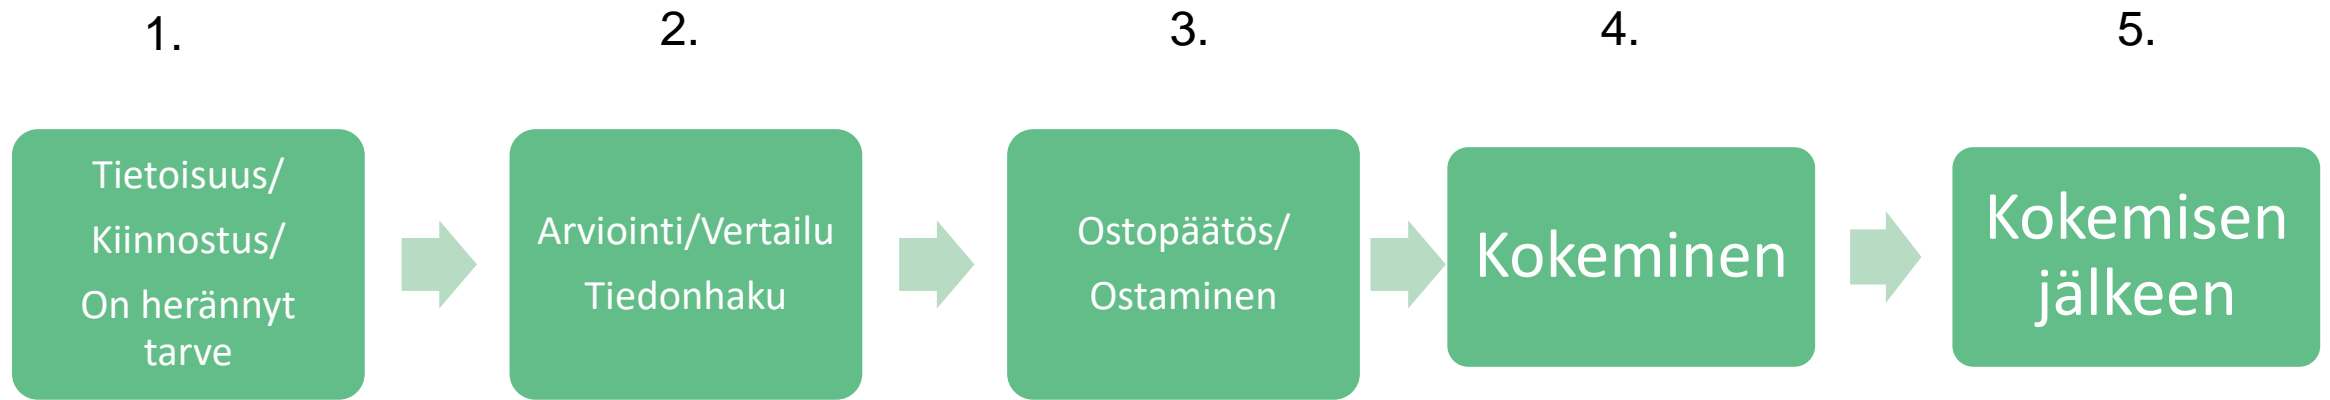 1.
2.
3.
4.
5.
Tietoisuus/
Kiinnostus/
On herännyt
tarve
Arviointi/Vertailu
Tiedonhaku
Ostopäätös/
Ostaminen
Kokeminen
Kokemisen
jälkeen